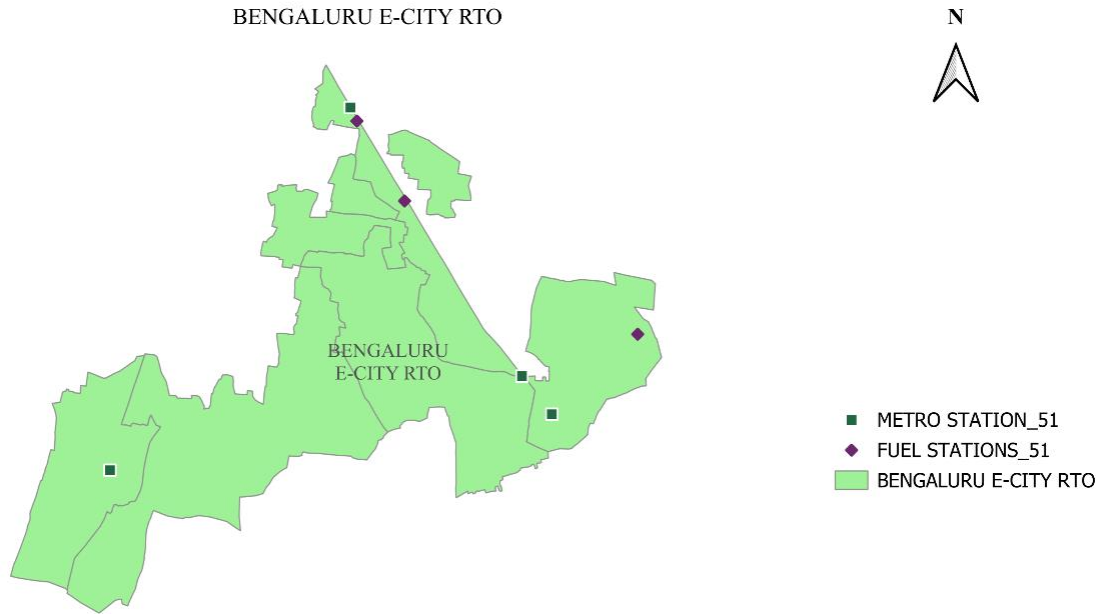 BENGALURU E-CITY RTO
N
BENGALURU
E-CITY RTO
METRO STATION_51
FUEL STATIONS_51
BENGALURU E-CITY RTO